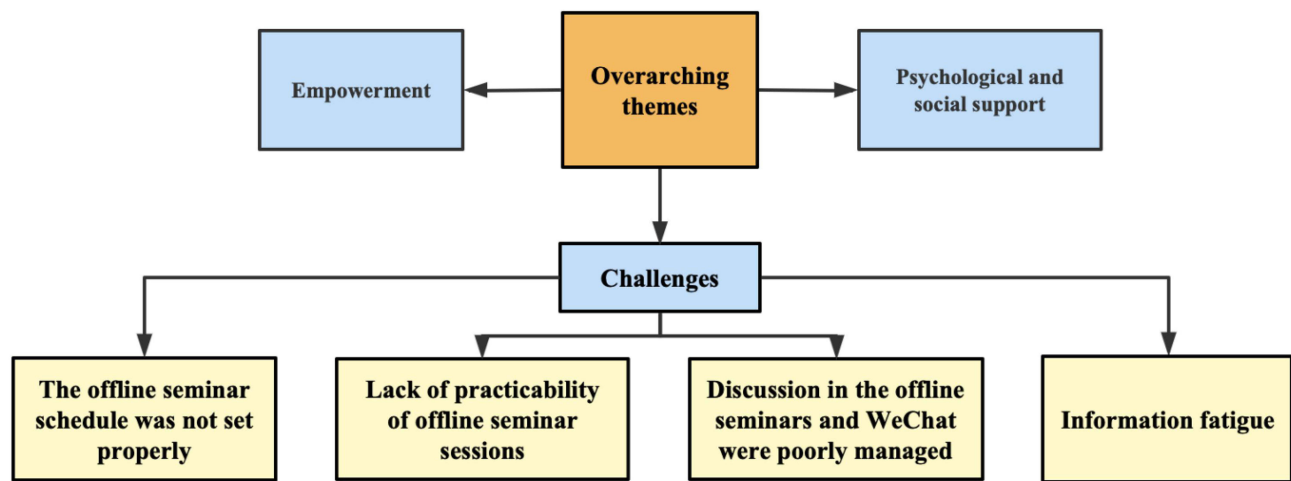 Empowerment
Overarching
themes
Psychological and
social support
Challenges
The offline seminar
schedule was not set
properly
Lack of practicability
of offline seminar
sessions
Discussion in the offline
seminars and WeChat
were poorly managed
Information fatigue